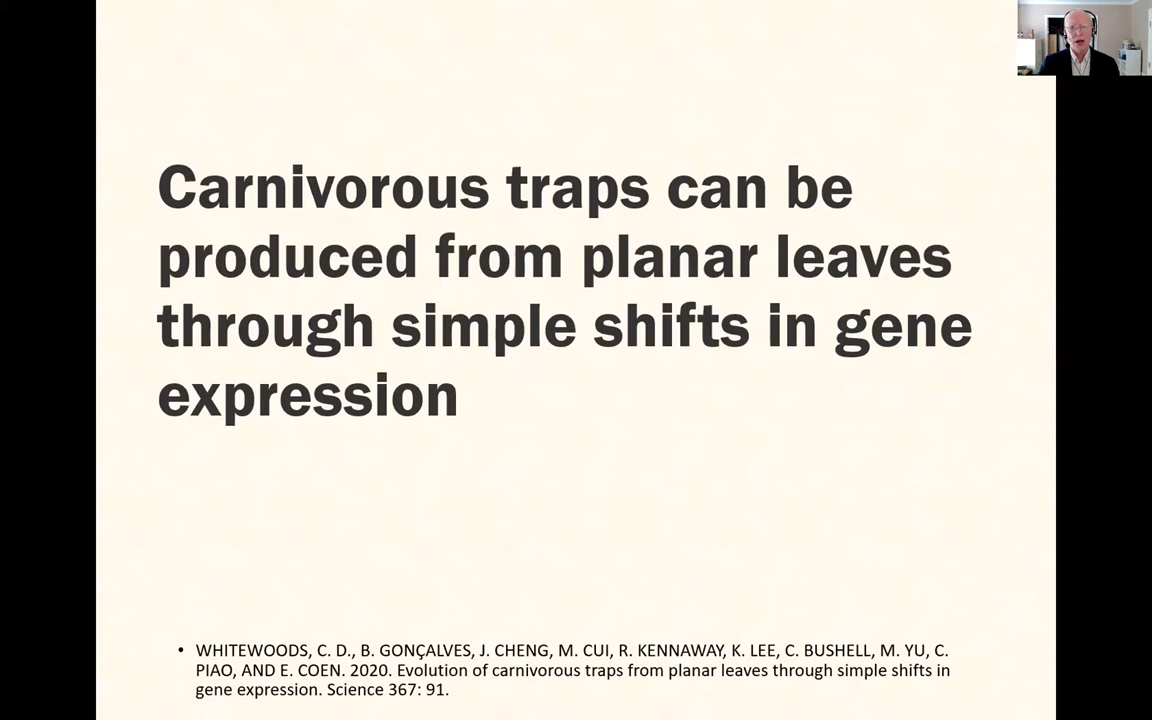 Carnivorous traps can be
produced from planar leaves
through simple shifts in gene
expression
• WHITEWOODS, C. D., B. GONÇALVES, J. CHENG, M. CUI, R. KENNAWAY, K. LEE, C. BUSHELL, M. YU, C.
PIAO, AND E. COEN. 2020. Evolution of carnivorous traps from planar leaves through simple shifts in
gene expression. Science 367: 91.